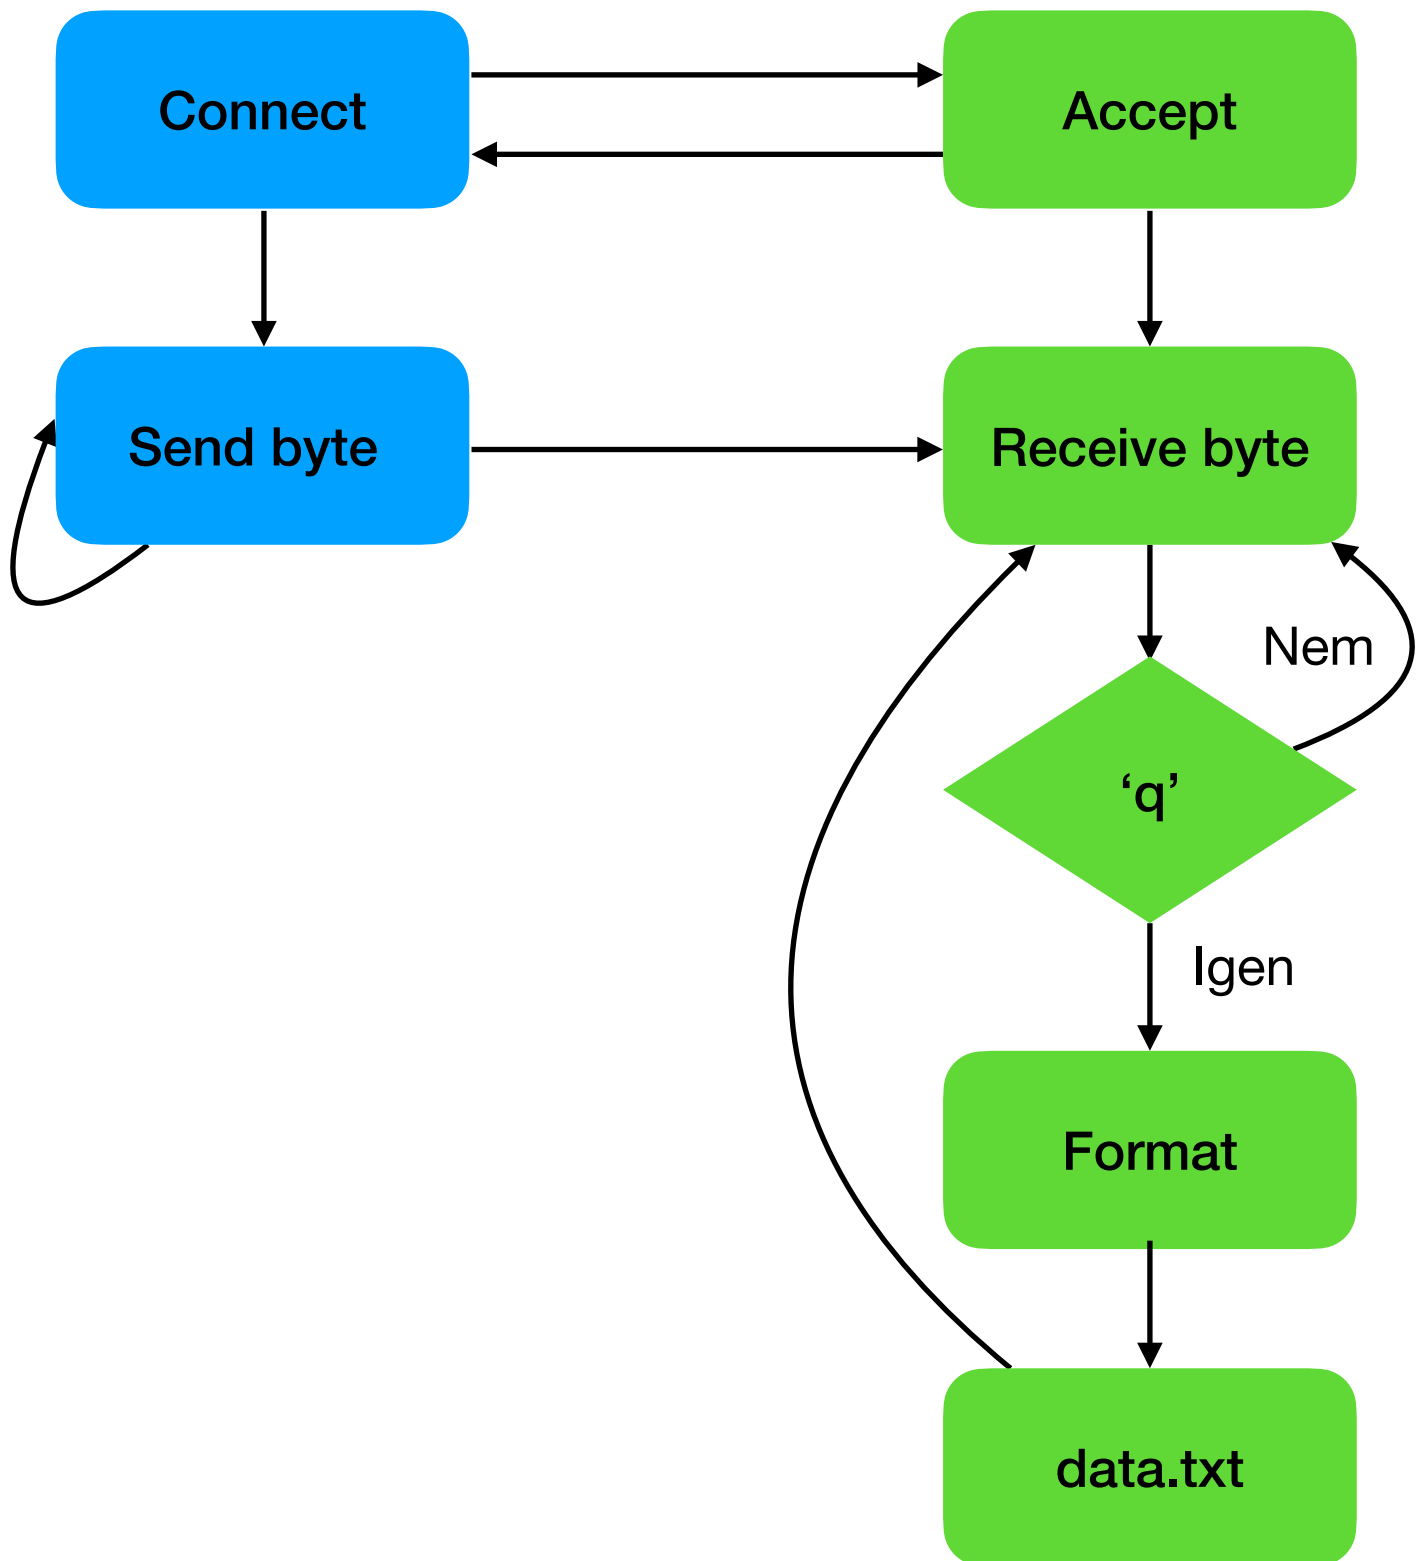 Connect
Accept
Send byte
Receive byte
Nem
‘q’
Igen
Format
data.txt